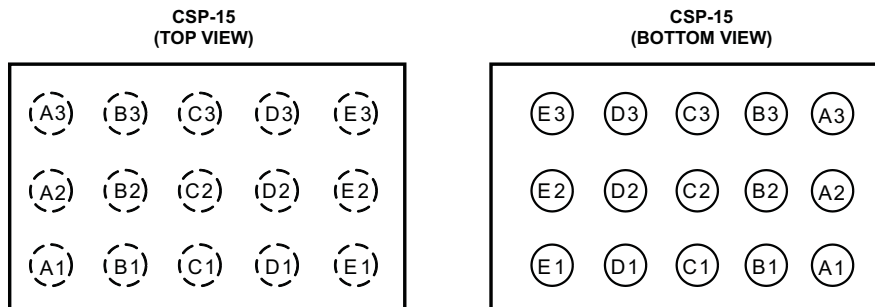 CSP-15
(TOP VIEW)
A3 B3 C3 D3 E3
A2 B2 C2 D2 E2
A1 B1 C1 D1 E1
CSP-15
(BOTTOM VIEW)
E3 D3 C3 B3 A3
E2 D2 C2 B2 A2
E1 D1 C1 B1 A1